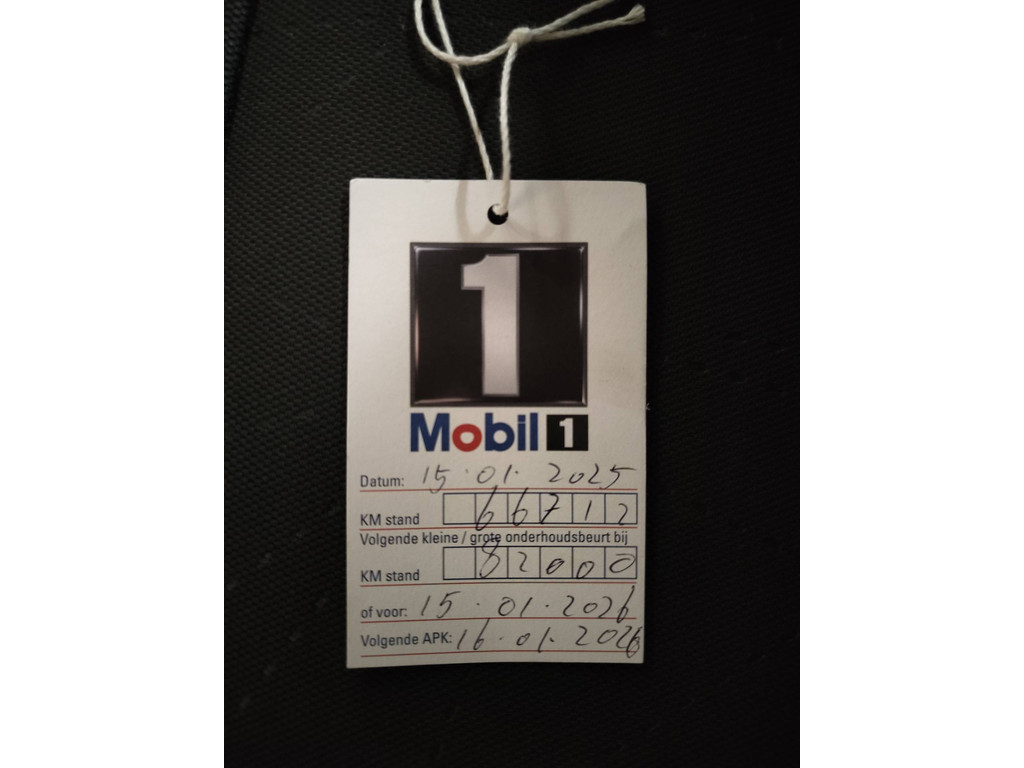 1
Mobil 1
Datum: 15.01.2025
KM stand 66712
Volgende kleine / grote onderhoudsbeurt bij
KM stand 82000
of voor: 15.01.2026
Volgende APK: 16.01.2026